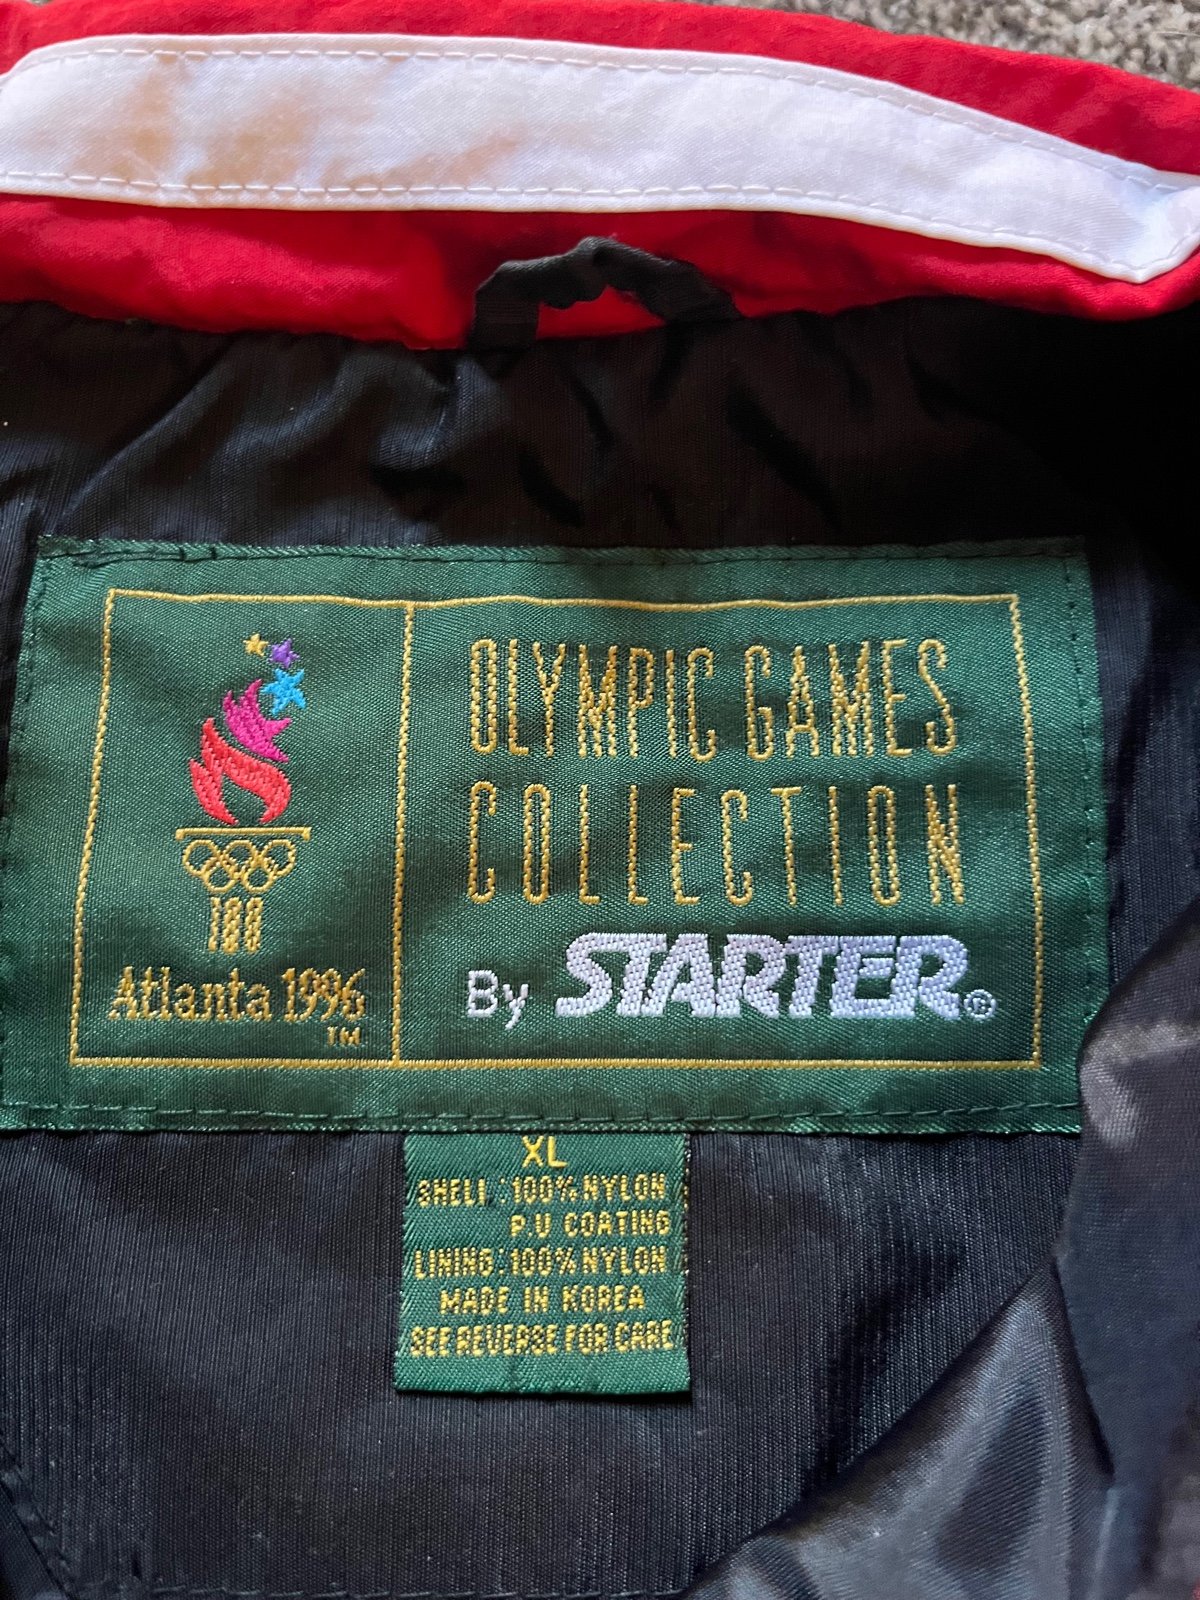 100
Atlanta 1996
TM
OLYMPIC GAMES
COLLECTION
By STARTER®
XL
SHELL :100% NYLON
P.U COATING
LINING :100% NYLON
MADE IN KOREA
SEE REVERSE FOR CARE